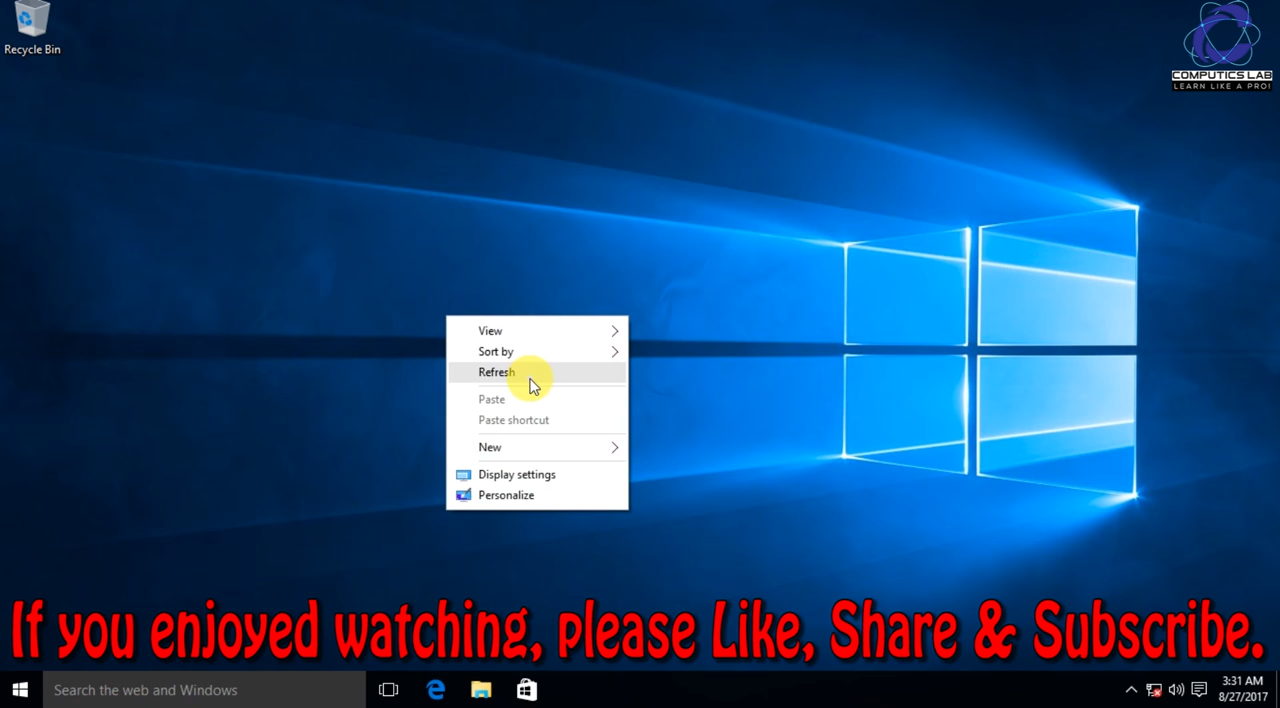 Recycle Bin
COMPUTICS LAB
LEARN LIKE A PRO!
View
Sort by
Refresh
Paste
Paste shortcut
New
Display settings
Personalize
If you enjoyed watching, please Like, Share & Subscribe.
Search the web and Windows
3:31 AM
8/27/2017